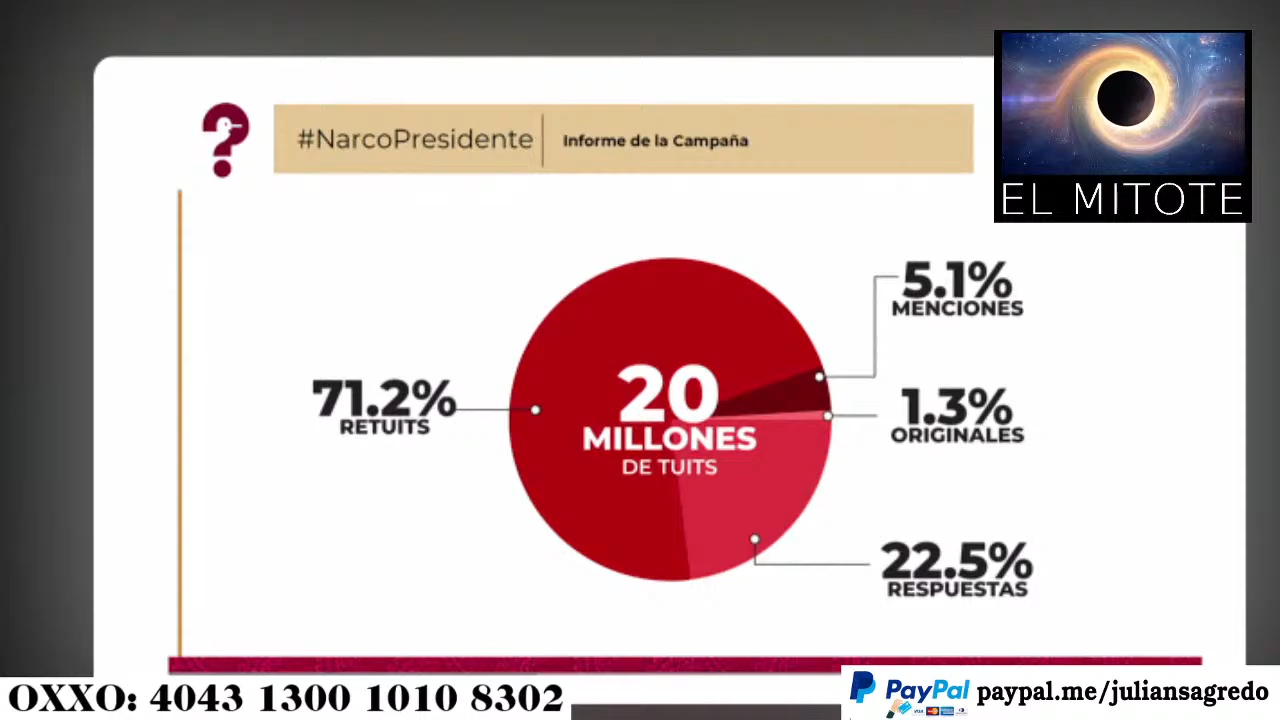 #NarcoPresidente
Informe de la Campaña
EL MITOTE
5.1%
MENCIONES
71.2%
RETUITS
20
MILLONES
DE TUITS
1.3%
ORIGINALES
22.5%
RESPUESTAS
OXXO: 4043 1300 1010 8302
PayPal paypal.me/juliansagredo